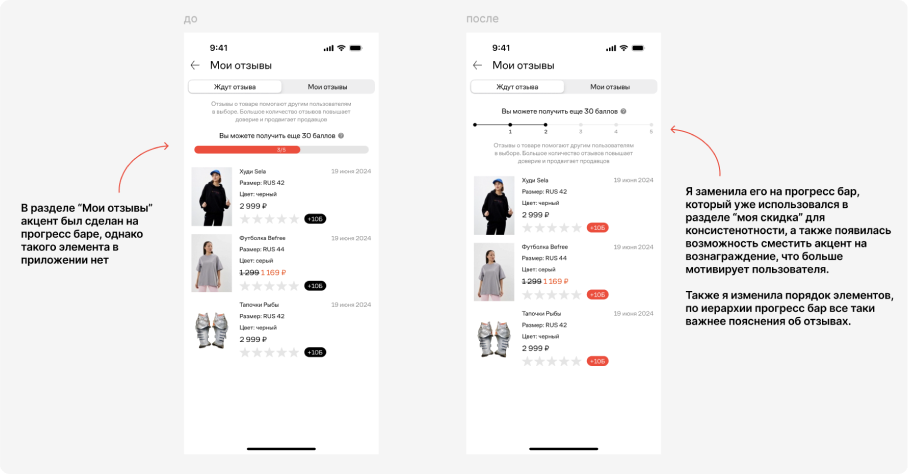 до
9:41
Мои отзывы
Ждут отзыва
Мои отзывы
Отзывы о товаре помогают другим пользователям
в выборе. Большое количество отзывов повышает
доверие и продвигает продавцов
Вы можете получить еще 30 баллов
3/5
Худи Sela
19 июня 2024
Размер: RUS 42
Цвет: черный
2 999 ₽
+10Б
Футболка Befree
19 июня 2024
Размер: RUS 44
Цвет: серый
1 299 1 169 ₽
+10Б
Тапочки Рыбы
19 июня 2024
Размер: RUS 42
Цвет: черный
2 999 ₽
+10Б
В разделе “Мои отзывы”
акцент был сделан на
прогресс баре, однако
такого элемента в
приложении нет
после
9:41
Мои отзывы
Ждут отзыва
Мои отзывы
Вы можете получить еще 30 баллов
1 2 3 4 5
Отзывы о товаре помогают другим пользователям
в выборе. Большое количество отзывов повышает
доверие и продвигает продавцов
Худи Sela
19 июня 2024
Размер: RUS 42
Цвет: черный
2 999 ₽
+10Б
Футболка Befree
19 июня 2024
Размер: RUS 44
Цвет: серый
1 299 1 169 ₽
+10Б
Тапочки Рыбы
19 июня 2024
Размер: RUS 42
Цвет: черный
2 999 ₽
+10Б
Я заменила его на прогресс бар,
который уже использовался в
разделе “моя скидка” для
консистенотности, а также появилась
возможность сместить акцент на
вознаграждение, что больше
мотивирует пользователя.
Также я изменила порядок элементов,
по иерархии прогресс бар все таки
важнее пояснения об отзывах.